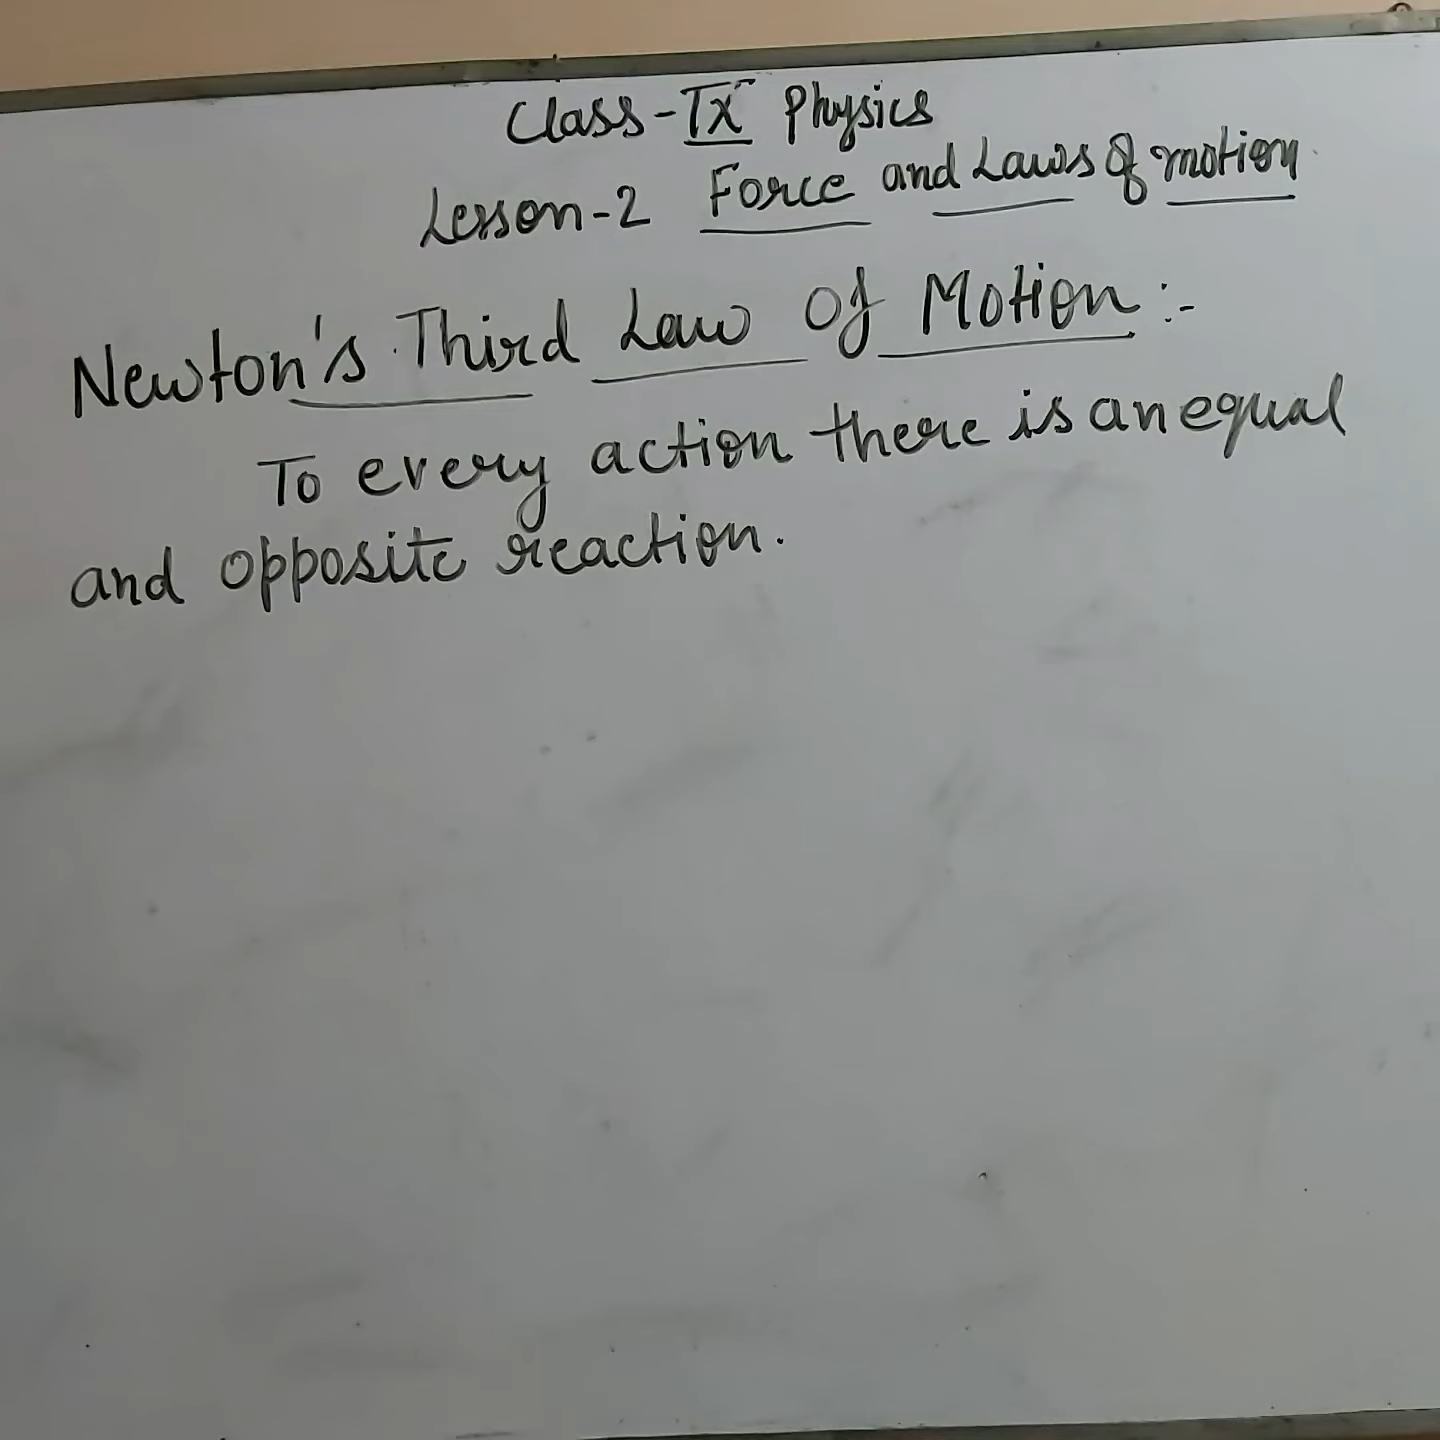 Class-IX Physics
Lesson-2 Force and Laws of motion
Newton's Third Law Of Motion :-
To every action there is an equal
and opposite reaction.